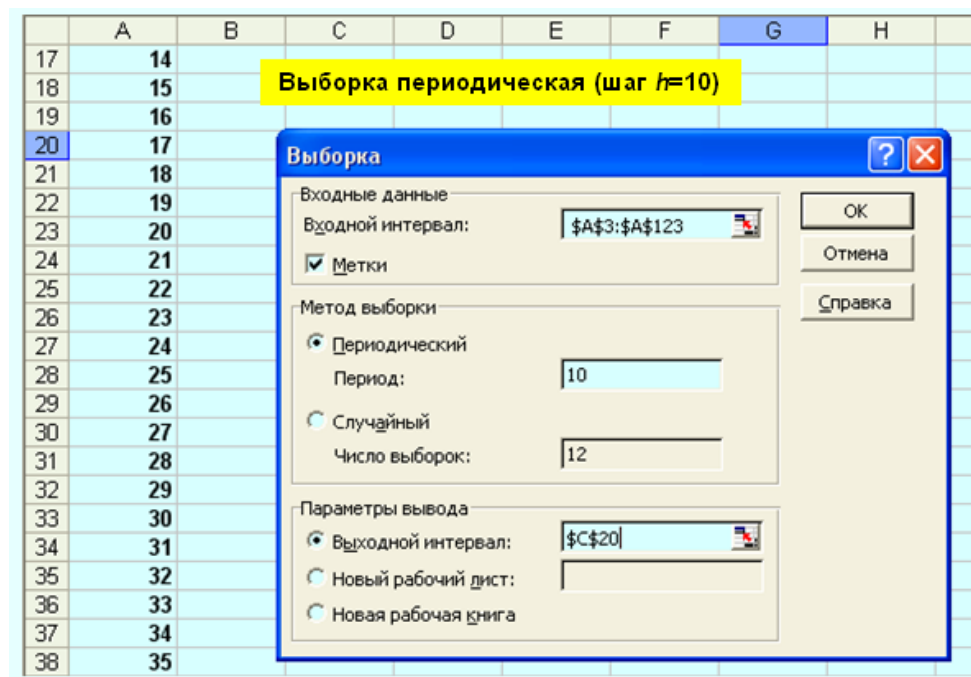 A B C D E F G H
17 14
18 15
Выборка периодическая (шаг h=10)
19 16
20 17
21 18
22 19
23 20
24 21
25 22
26 23
27 24
28 25
29 26
30 27
31 28
32 29
33 30
34 31
35 32
36 33
37 34
38 35
Выборка
Входные данные
Входной интервал: $A$3:$A$123
Метки
Метод выборки
Периодический
Период: 10
Случайный
Число выборок: 12
Параметры вывода
Выходной интервал: $C$20
Новый рабочий лист:
Новая рабочая книга
OK
Отмена
Справка